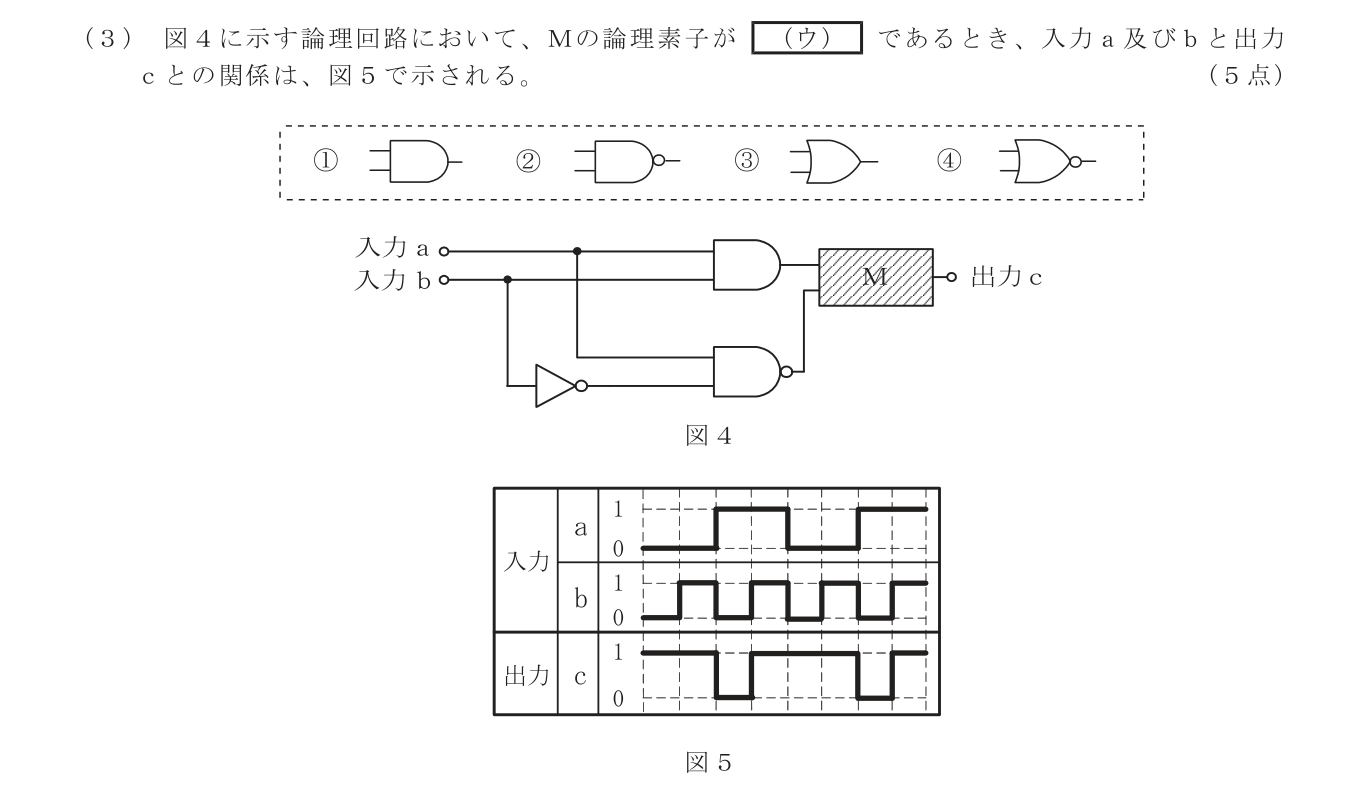 （3） 図4に示す論理回路において、Mの論理素子が （ウ） であるとき、入力a及びbと出力
cとの関係は、図5で示される。 （5点）
① ② ③ ④
入力a
入力b
M
出力c
図4
入力
a
1
0
b
1
0
出力
c
1
0
図5